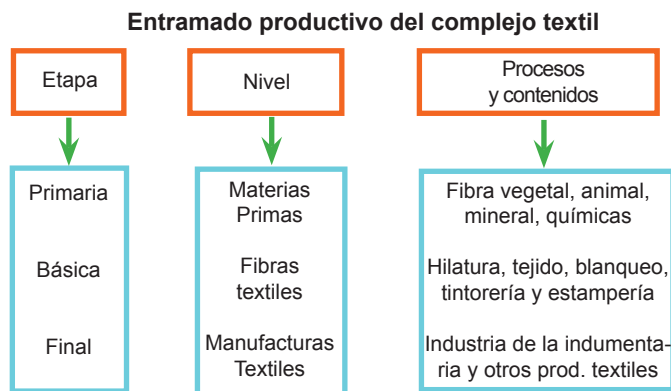 Entramado productivo del complejo textil
Etapa
Nivel
Procesos
y contenidos
Primaria
Materias
Primas
Fibra vegetal, animal,
mineral, químicas
Básica
Fibras
textiles
Hilatura, tejido, blanqueo,
tintorería y estampería
Final
Manufacturas
Textiles
Industria de la indumenta-
ria y otros prod. textiles